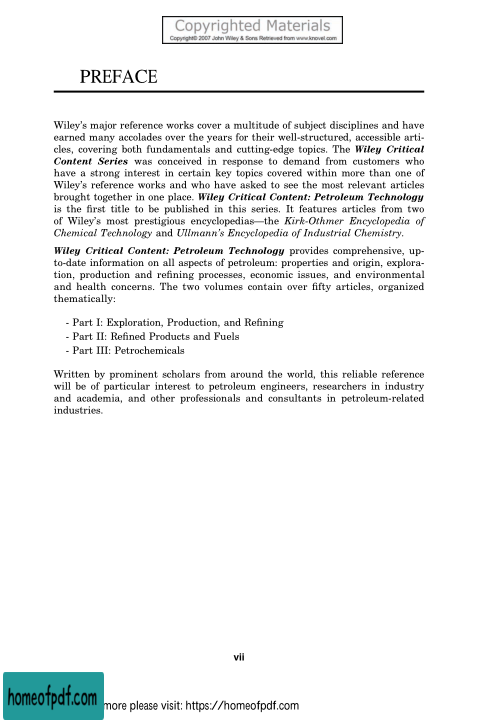 Copyrighted Materials
Copyright© 2007 John Wiley & Sons Retrieved from www.knovel.com
PREFACE
Wiley's major reference works cover a multitude of subject disciplines and have
earned many accolades over the years for their well-structured, accessible arti-
cles, covering both fundamentals and cutting-edge topics. The Wiley Critical
Content Series was conceived in response to demand from customers who
have a strong interest in certain key topics covered within more than one of
Wiley's reference works and who have asked to see the most relevant articles
brought together in one place. Wiley Critical Content: Petroleum Technology
is the first title to be published in this series. It features articles from two
of Wiley's most prestigious encyclopedias—the Kirk-Othmer Encyclopedia of
Chemical Technology and Ullmann's Encyclopedia of Industrial Chemistry.
Wiley Critical Content: Petroleum Technology provides comprehensive, up-
to-date information on all aspects of petroleum: properties and origin, explora-
tion, production and refining processes, economic issues, and environmental
and health concerns. The two volumes contain over fifty articles, organized
thematically:
- Part I: Exploration, Production, and Refining
- Part II: Refined Products and Fuels
- Part III: Petrochemicals
Written by prominent scholars from around the world, this reliable reference
will be of particular interest to petroleum engineers, researchers in industry
and academia, and other professionals and consultants in petroleum-related
industries.
vii
homeofpdf.com
more please visit: https://homeofpdf.com